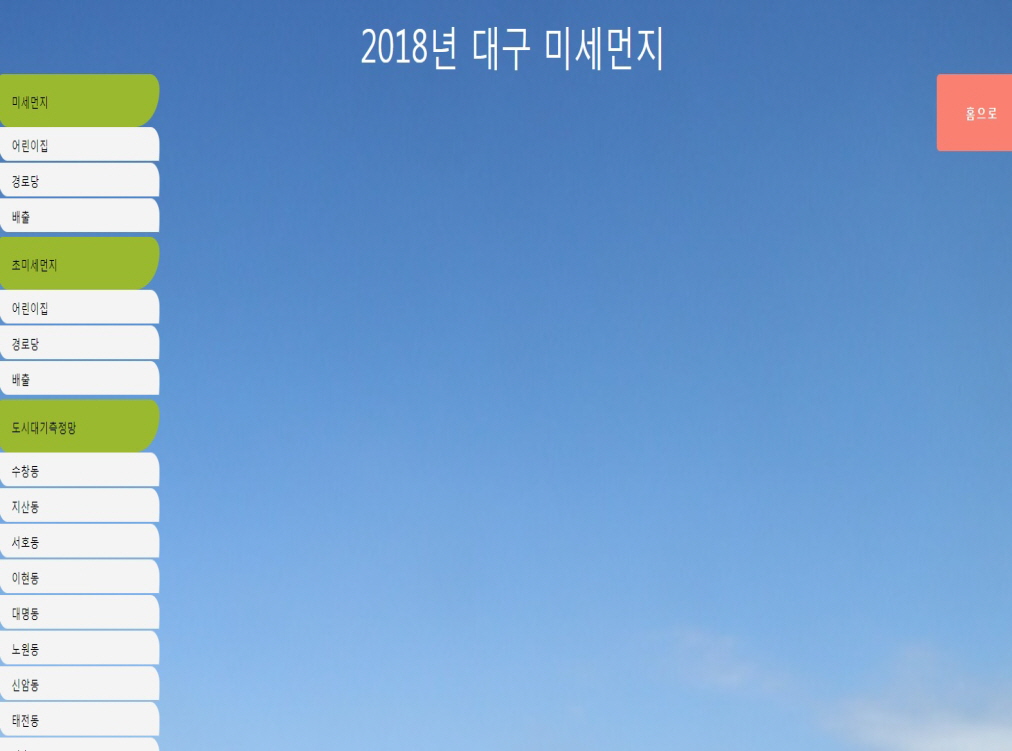 2018년 대구 미세먼지
홈으로
미세먼지
어린이집
경로당
배출
초미세먼지
어린이집
경로당
배출
도시대기측정망
수창동
지산동
서호동
이현동
대명동
노원동
신암동
태전동